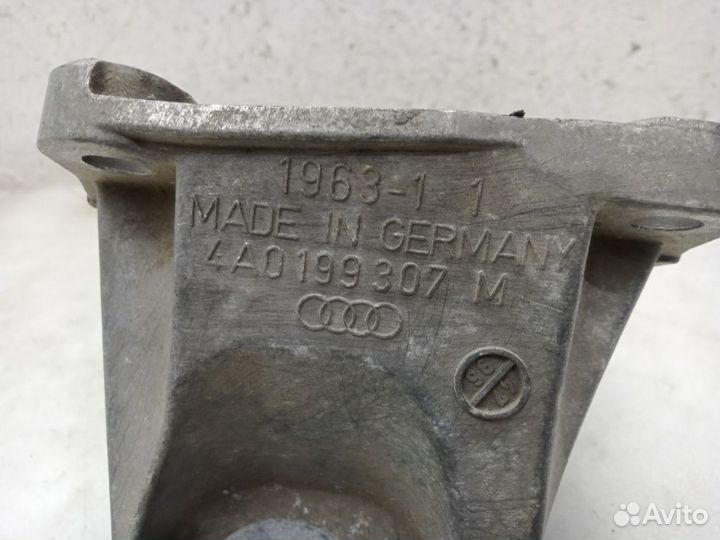 1963-1 1
MADE IN GERMANY
4A0 199 307 M
Avito